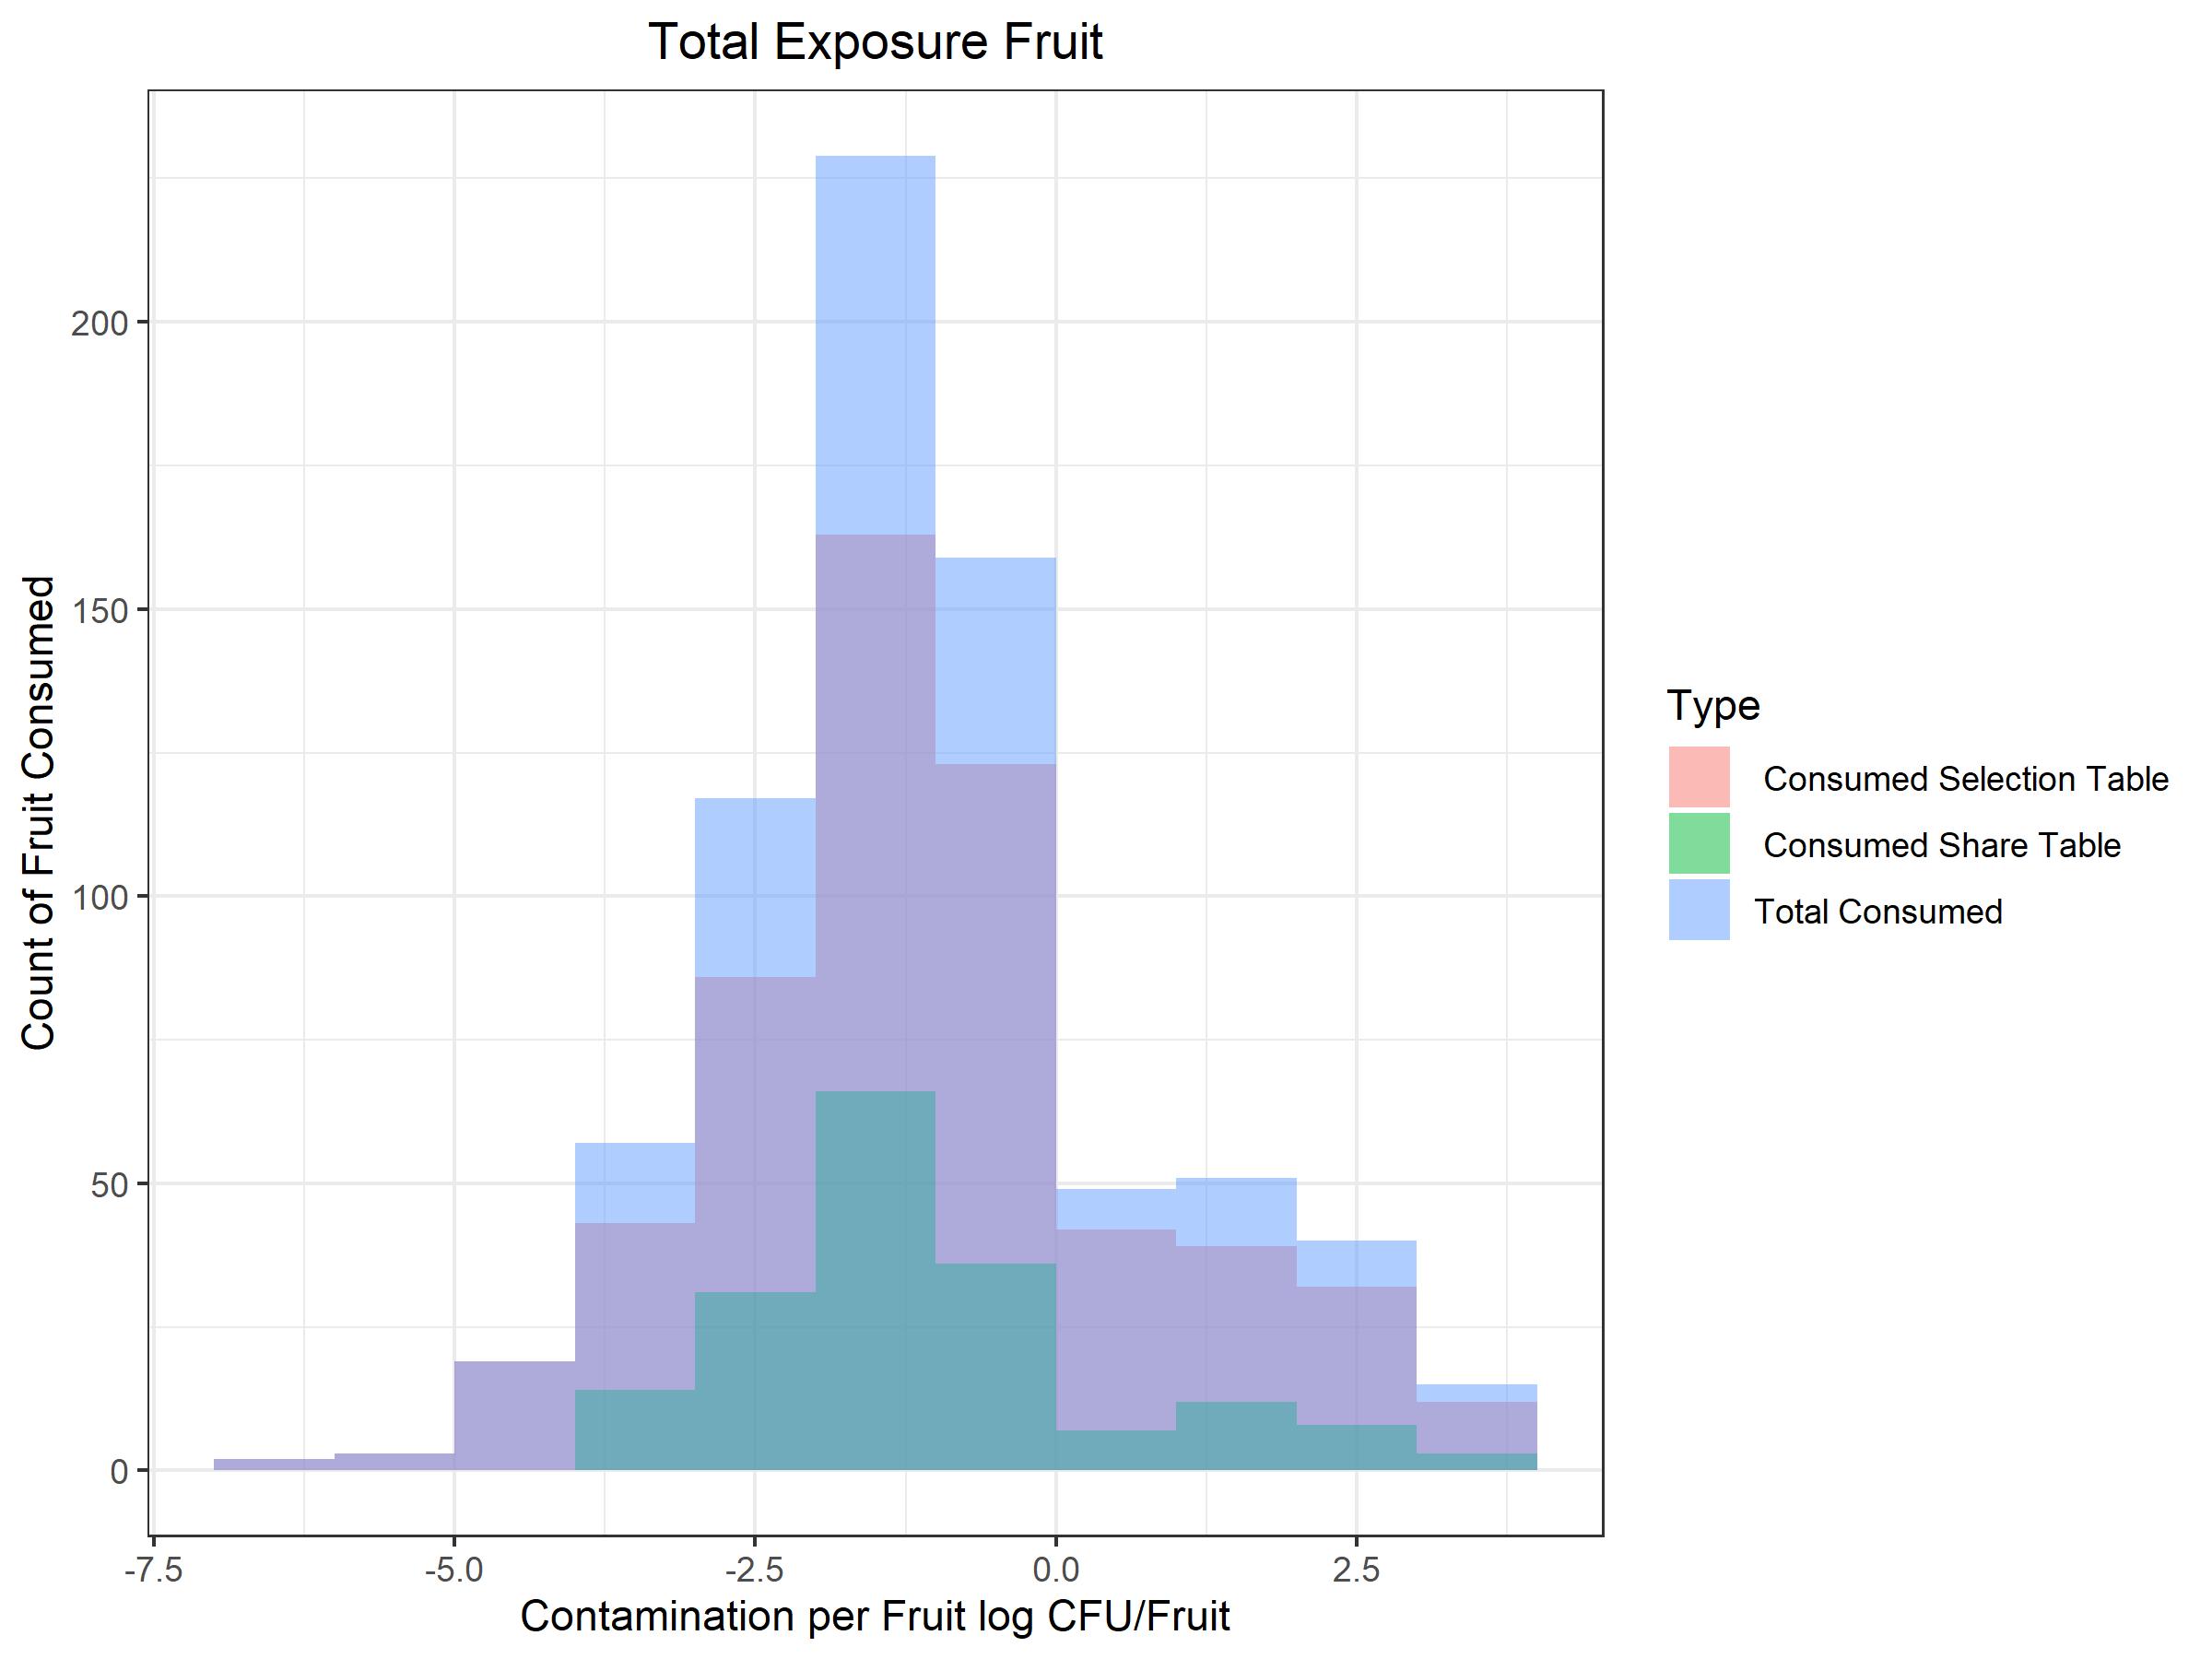 Total Exposure Fruit
Count of Fruit Consumed
200
150
100
50
0
-7.5 -5.0 -2.5 0.0 2.5
Contamination per Fruit log CFU/Fruit
Type
Consumed Selection Table
Consumed Share Table
Total Consumed